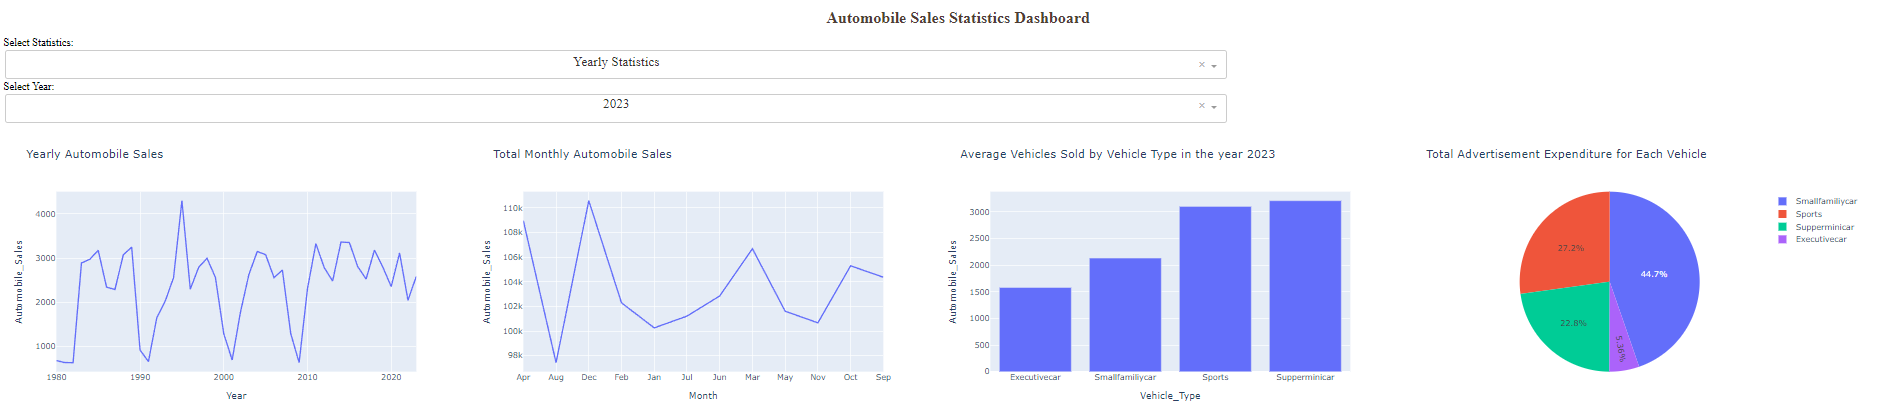 Automobile Sales Statistics Dashboard
Select Statistics:
Yearly Statistics
× 
Select Year:
2023
×
Yearly Automobile Sales
Automobile_Sales
4000
3000
2000
1000
1980 1990 2000 2010 2020
Year
Total Monthly Automobile Sales
Automobile_Sales
110k
108k
106k
104k
102k
100k
98k
Apr Aug Dec Feb Jan Jul Jun Mar May Nov Oct Sep
Month
Average Vehicles Sold by Vehicle Type in the year 2023
Automobile_Sales
3000
2500
2000
1500
1000
500
0
Executivecar Smallfamiliycar Sports Supperminicar
Vehicle_Type
Total Advertisement Expenditure for Each Vehicle
27.2%
44.7%
22.8%
5.36%
Smallfamiliycar
Sports
Supperminicar
Executivecar